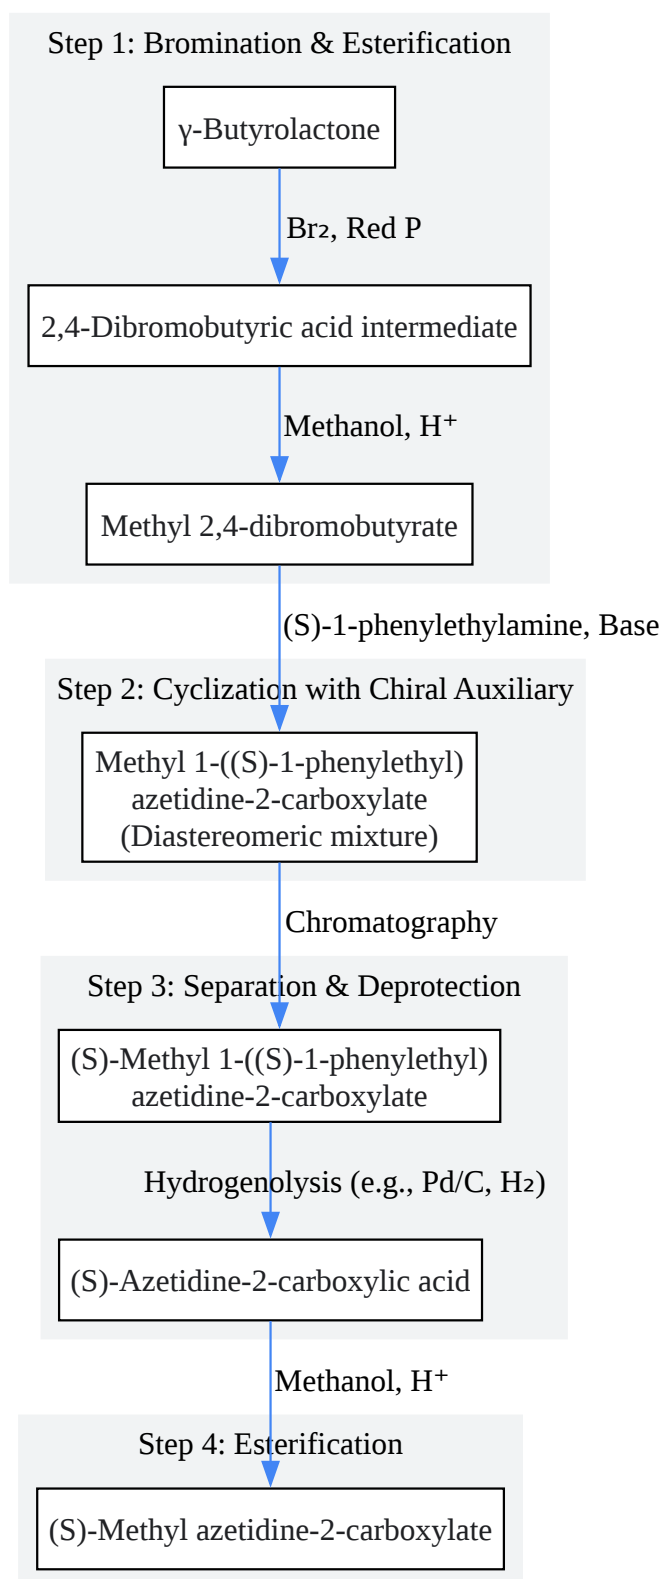 Step 1: Bromination & Esterification
γ-Butyrolactone
Br₂, Red P
2,4-Dibromobutyric acid intermediate
Methanol, H⁺
Methyl 2,4-dibromobutyrate
(S)-1-phenylethylamine, Base
Step 2: Cyclization with Chiral Auxiliary
Methyl 1-((S)-1-phenylethyl)
azetidine-2-carboxylate
(Diastereomeric mixture)
Chromatography
Step 3: Separation & Deprotection
(S)-Methyl 1-((S)-1-phenylethyl)
azetidine-2-carboxylate
Hydrogenolysis (e.g., Pd/C, H₂)
(S)-Azetidine-2-carboxylic acid
Methanol, H⁺
Step 4: Esterification
(S)-Methyl azetidine-2-carboxylate